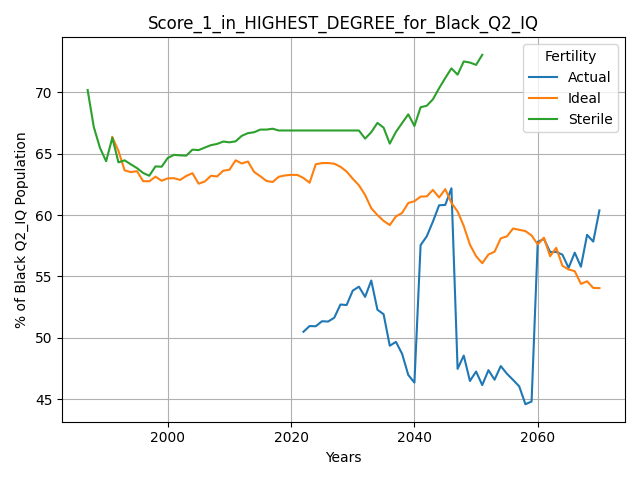 Score_1_in_HIGHEST_DEGREE_for_Black_Q2_IQ
Fertility
Actual
Ideal
Sterile
% of Black Q2_IQ Population
70
65
60
55
50
45
2000
2020
2040
2060
Years